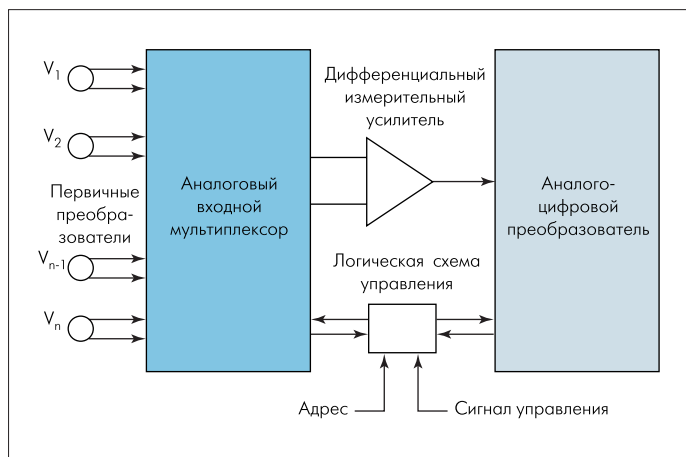 V1
V2
Первичные
преобра-
зователи
Vn-1
Vn
Аналоговый
входной
мультиплексор
Дифференциальный
измерительный
усилитель
Логическая схема
управления
Аналого-
цифровой
преобразователь
Адрес
Сигнал управления